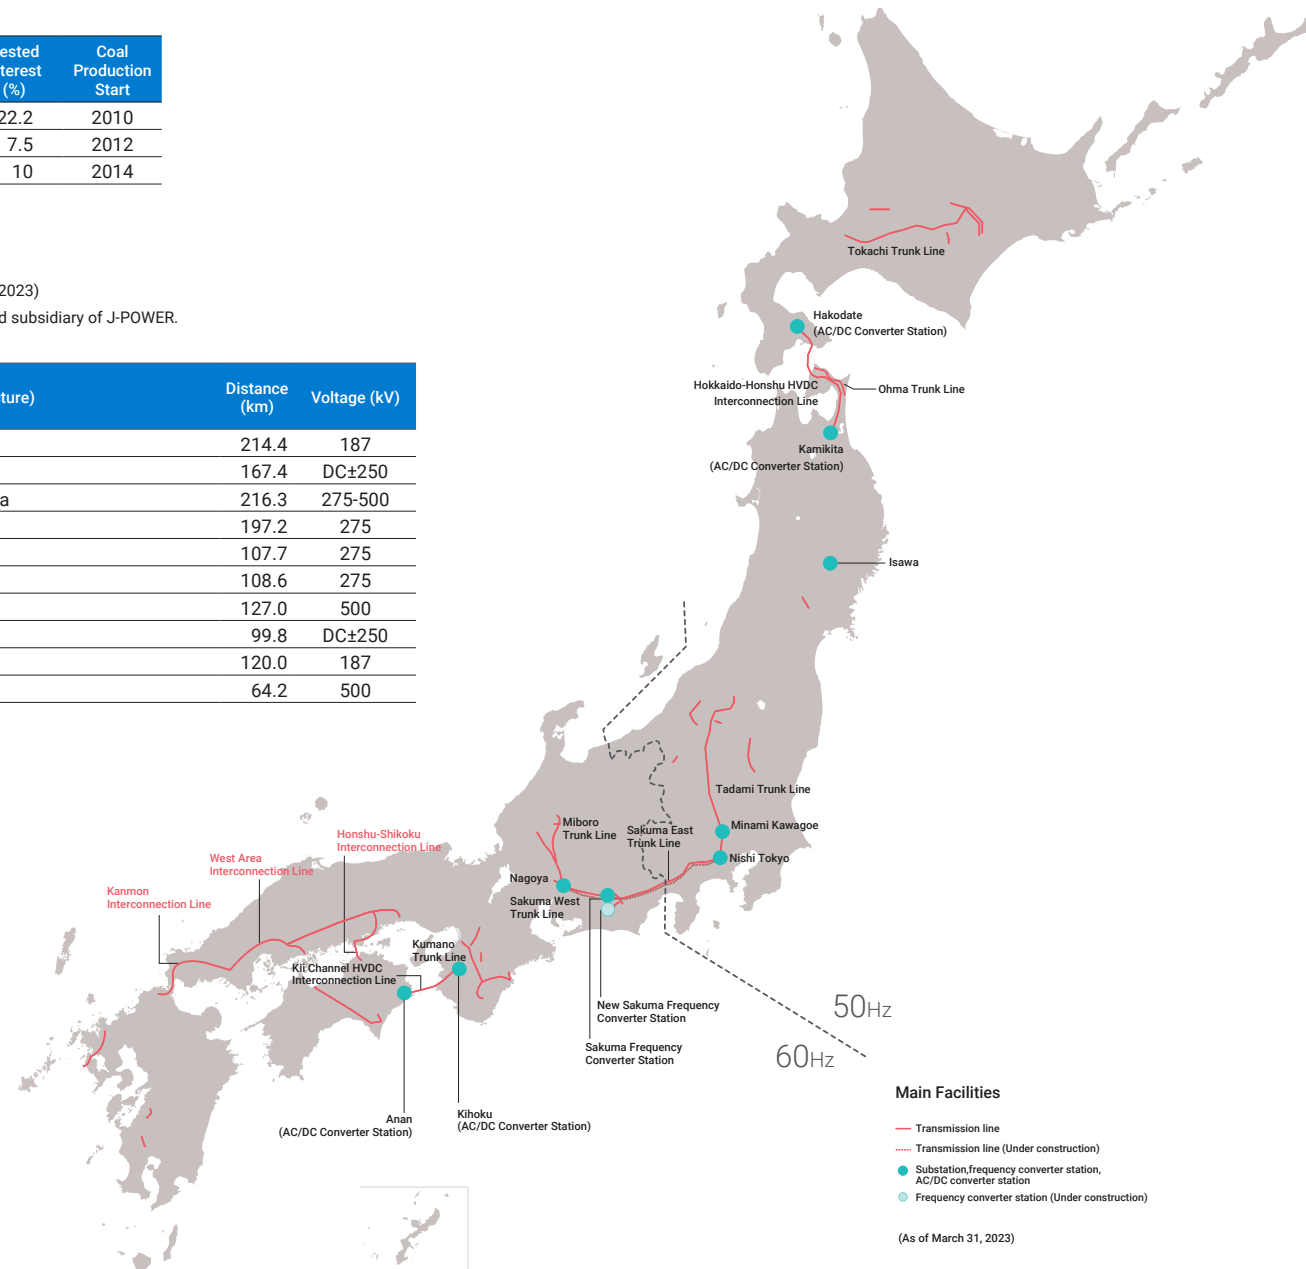 ested Coal
terest Production
(%) Start
22.2 2010
7.5 2012
10 2014
2023)
d subsidiary of J-POWER.
ture) Distance (km) Voltage (kV)
214.4 187
167.4 DC±250
a 216.3 275-500
197.2 275
107.7 275
108.6 275
127.0 500
99.8 DC±250
120.0 187
64.2 500
Tokachi Trunk Line
Hakodate
(AC/DC Converter Station)
Hokkaido-Honshu HVDC
Interconnection Line
Ohma Trunk Line
Kamikita
(AC/DC Converter Station)
Isawa
Tadami Trunk Line
Minami Kawagoe
Nishi Tokyo
Miboro
Trunk Line
Sakuma East
Trunk Line
Nagoya
Sakuma West
Trunk Line
Honshu-Shikoku
Interconnection Line
West Area
Interconnection Line
Kanmon
Interconnection Line
Kumano
Trunk Line
Kii Channel HVDC
Interconnection Line
New Sakuma Frequency
Converter Station
Sakuma Frequency
Converter Station
50Hz
60Hz
Anan
(AC/DC Converter Station)
Kihoku
(AC/DC Converter Station)
Main Facilities
Transmission line
Transmission line (Under construction)
Substation,frequency converter station,
AC/DC converter station
Frequency converter station (Under construction)
(As of March 31, 2023)